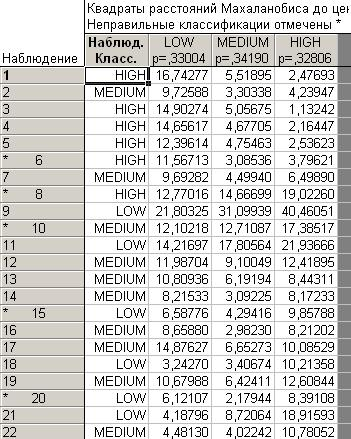 Квадраты расстояний Махаланобиса до цен
Неправильные классификации отмечены *
Наблюдение Наблюд. Класс. LOW p=,33004 MEDIUM p=,34190 HIGH p=,32806
1 HIGH 16,74277 5,51895 2,47693
2 MEDIUM 9,72588 3,30338 4,23947
3 HIGH 14,90274 5,05675 1,13242
4 HIGH 14,65617 4,67705 2,16447
5 HIGH 12,39614 4,75463 2,53623
* 6 HIGH 11,56713 3,08536 3,79621
7 MEDIUM 9,69282 4,49940 6,49890
* 8 HIGH 12,77016 14,66699 19,02260
9 LOW 21,80325 31,09939 40,46051
* 10 MEDIUM 12,10218 12,71087 17,38517
11 LOW 14,21697 17,80564 21,93666
12 MEDIUM 11,98704 9,10049 12,41895
13 MEDIUM 10,80936 6,19194 8,44311
14 MEDIUM 8,21533 3,09225 8,17233
* 15 LOW 6,58776 4,29416 9,85788
16 MEDIUM 8,65880 2,98230 8,21202
17 MEDIUM 14,87627 6,65273 10,08529
18 LOW 3,24270 3,40674 10,21358
19 MEDIUM 10,67988 6,42411 12,60844
* 20 LOW 6,12107 2,17944 8,39108
21 LOW 4,18796 8,72064 18,91593
22 MEDIUM 4,48130 4,02242 10,78052